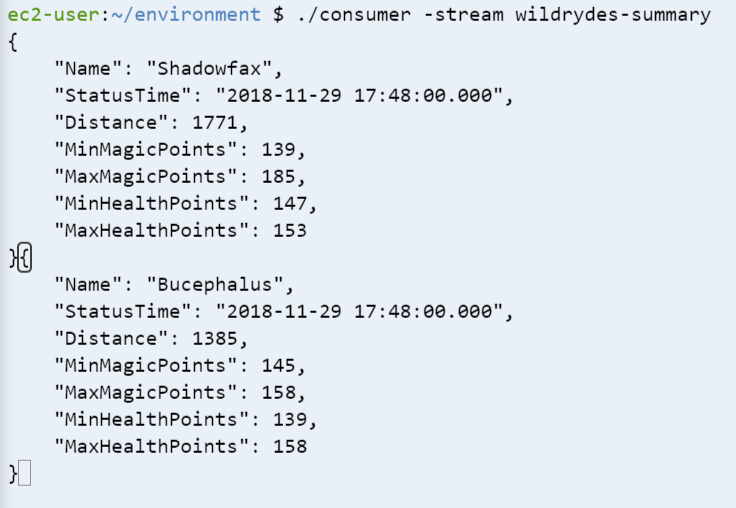 ec2-user:~/environment $ ./consumer -stream wildrydes-summary
{
    "Name": "Shadowfax",
    "StatusTime": "2018-11-29 17:48:00.000",
    "Distance": 1771,
    "MinMagicPoints": 139,
    "MaxMagicPoints": 185,
    "MinHealthPoints": 147,
    "MaxHealthPoints": 153
}{
    "Name": "Bucephalus",
    "StatusTime": "2018-11-29 17:48:00.000",
    "Distance": 1385,
    "MinMagicPoints": 145,
    "MaxMagicPoints": 158,
    "MinHealthPoints": 139,
    "MaxHealthPoints": 158
}